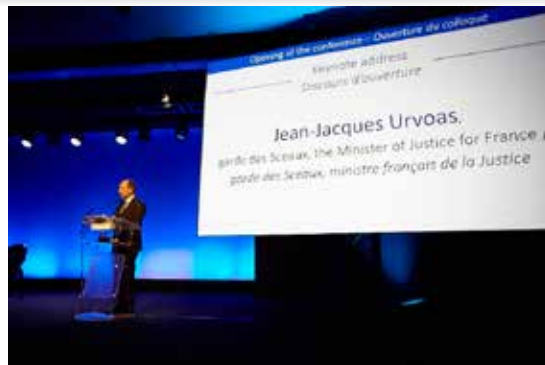 Opening of the conference - Ouverture du colloque
Keynote address
Discours d'ouverture
Jean-Jacques Urvoas,
garde des Sceaux, the Minister of Justice for France
garde des Sceaux, ministre français de la Justice